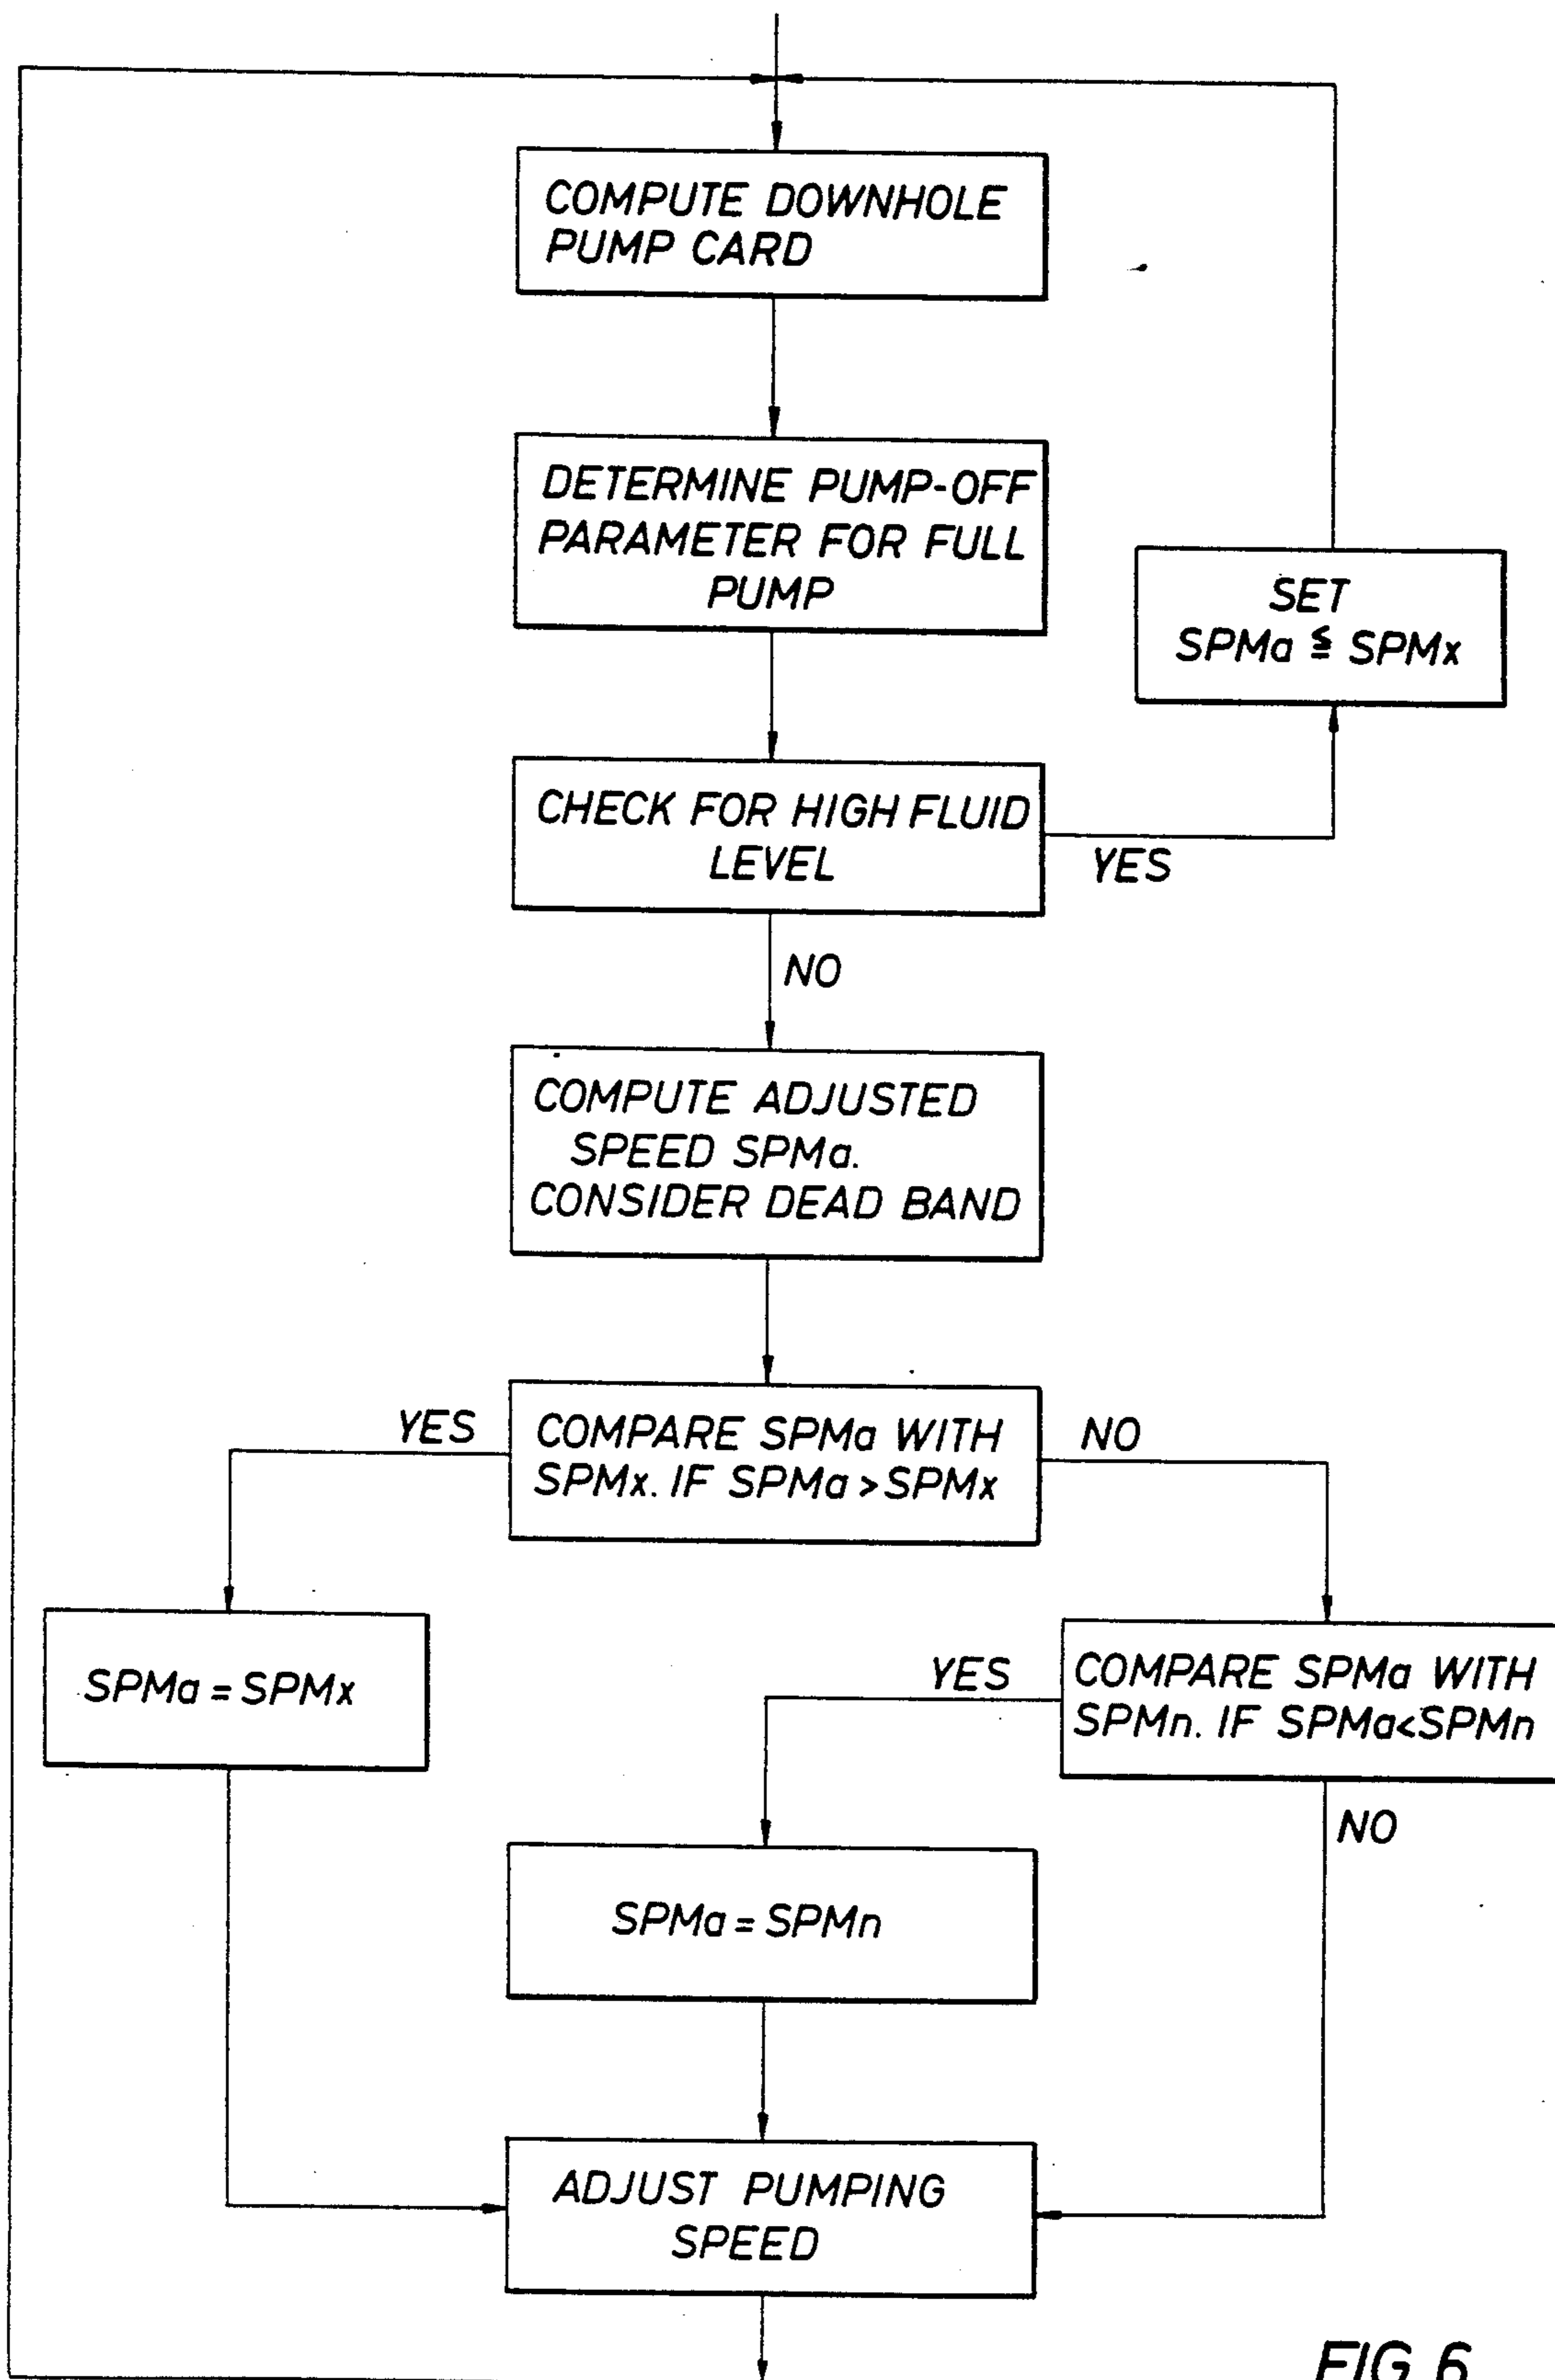 COMPUTE DOWNHOLE
PUMP CARD
DETERMINE PUMP-OFF
PARAMETER FOR FULL
PUMP
SET
SPMa ≦ SPMx
CHECK FOR HIGH FLUID
LEVEL
YES
NO
COMPUTE ADJUSTED
SPEED SPMa.
CONSIDER DEAD BAND
YES
COMPARE SPMa WITH
SPMx. IF SPMa > SPMx
NO
SPMa = SPMx
YES
COMPARE SPMa WITH
SPMn. IF SPMa<SPMn
NO
SPMa = SPMn
ADJUST PUMPING
SPEED
FIG. 6